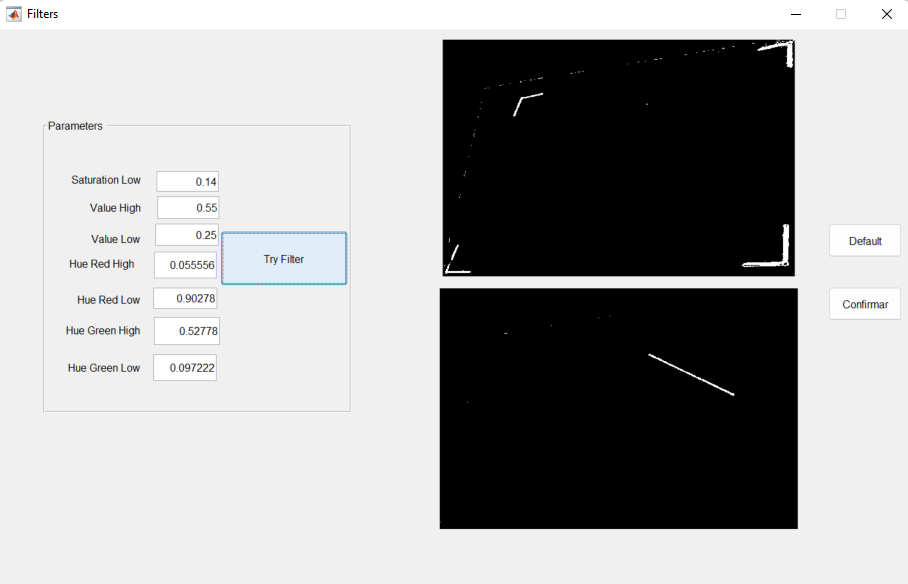 Filters
Parameters
Saturation Low 0.14
Value High 0.55
Value Low 0.25
Hue Red High 0.055556
Try Filter
Hue Red Low 0.90278
Hue Green High 0.52778
Hue Green Low 0.097222
Default
Confirmar